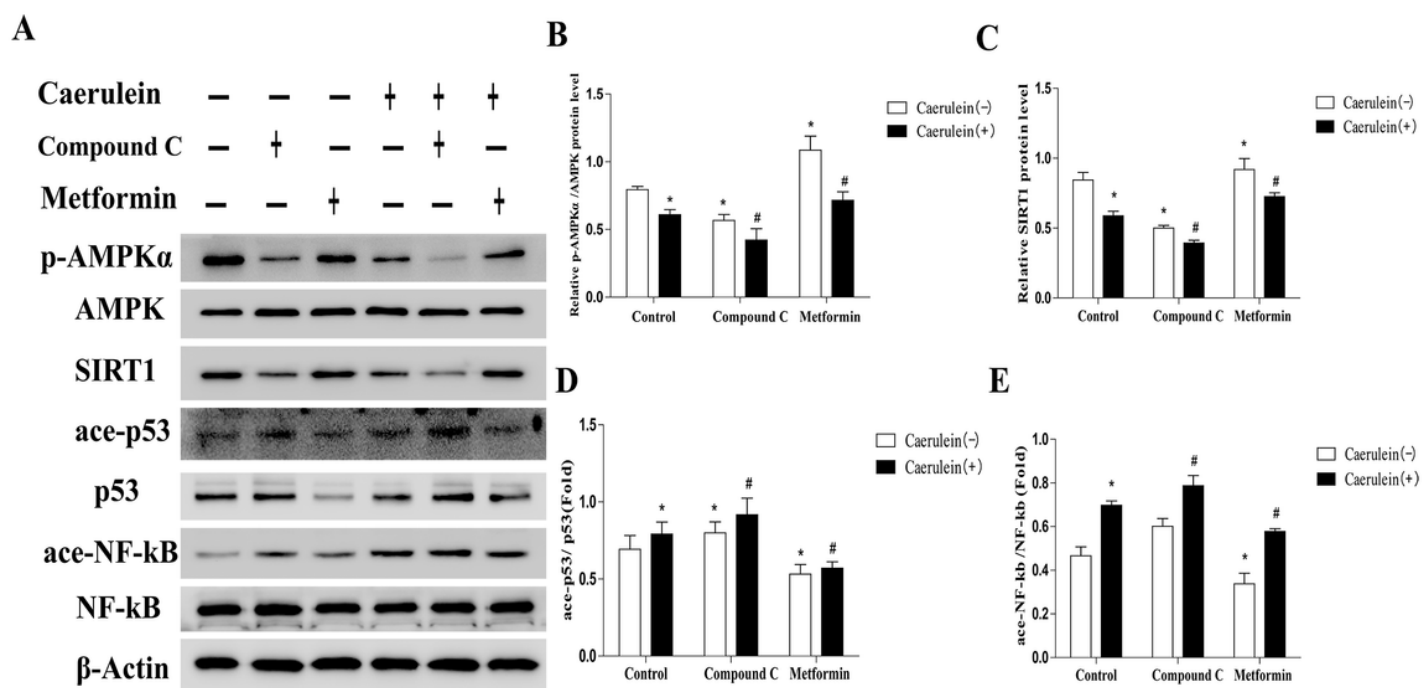 A
Caerulein − − − + + +
Compound C − + − − + −
Metformin − − + − − +
p-AMPKα
AMPK
SIRT1
ace-p53
p53
ace-NF-kB
NF-kB
β-Actin
B
Relative p-AMPKα /AMPK protein level
1.5
1.0
0.5
0.0
* * # * #
Control Compound C Metformin
Caerulein(-)
Caerulein(+)
C
Relative SIRT1 protein level
1.5
1.0
0.5
0.0
* * # * #
Control Compound C Metformin
Caerulein(-)
Caerulein(+)
D
ace-p53/ p53(Fold)
1.5
1.0
0.5
0.0
* * # * #
Control Compound C Metformin
Caerulein(-)
Caerulein(+)
E
ace-NF-kb /NF-kb (Fold)
0.8
0.6
0.4
0.2
0.0
* # * #
Control Compound C Metformin
Caerulein(-)
Caerulein(+)